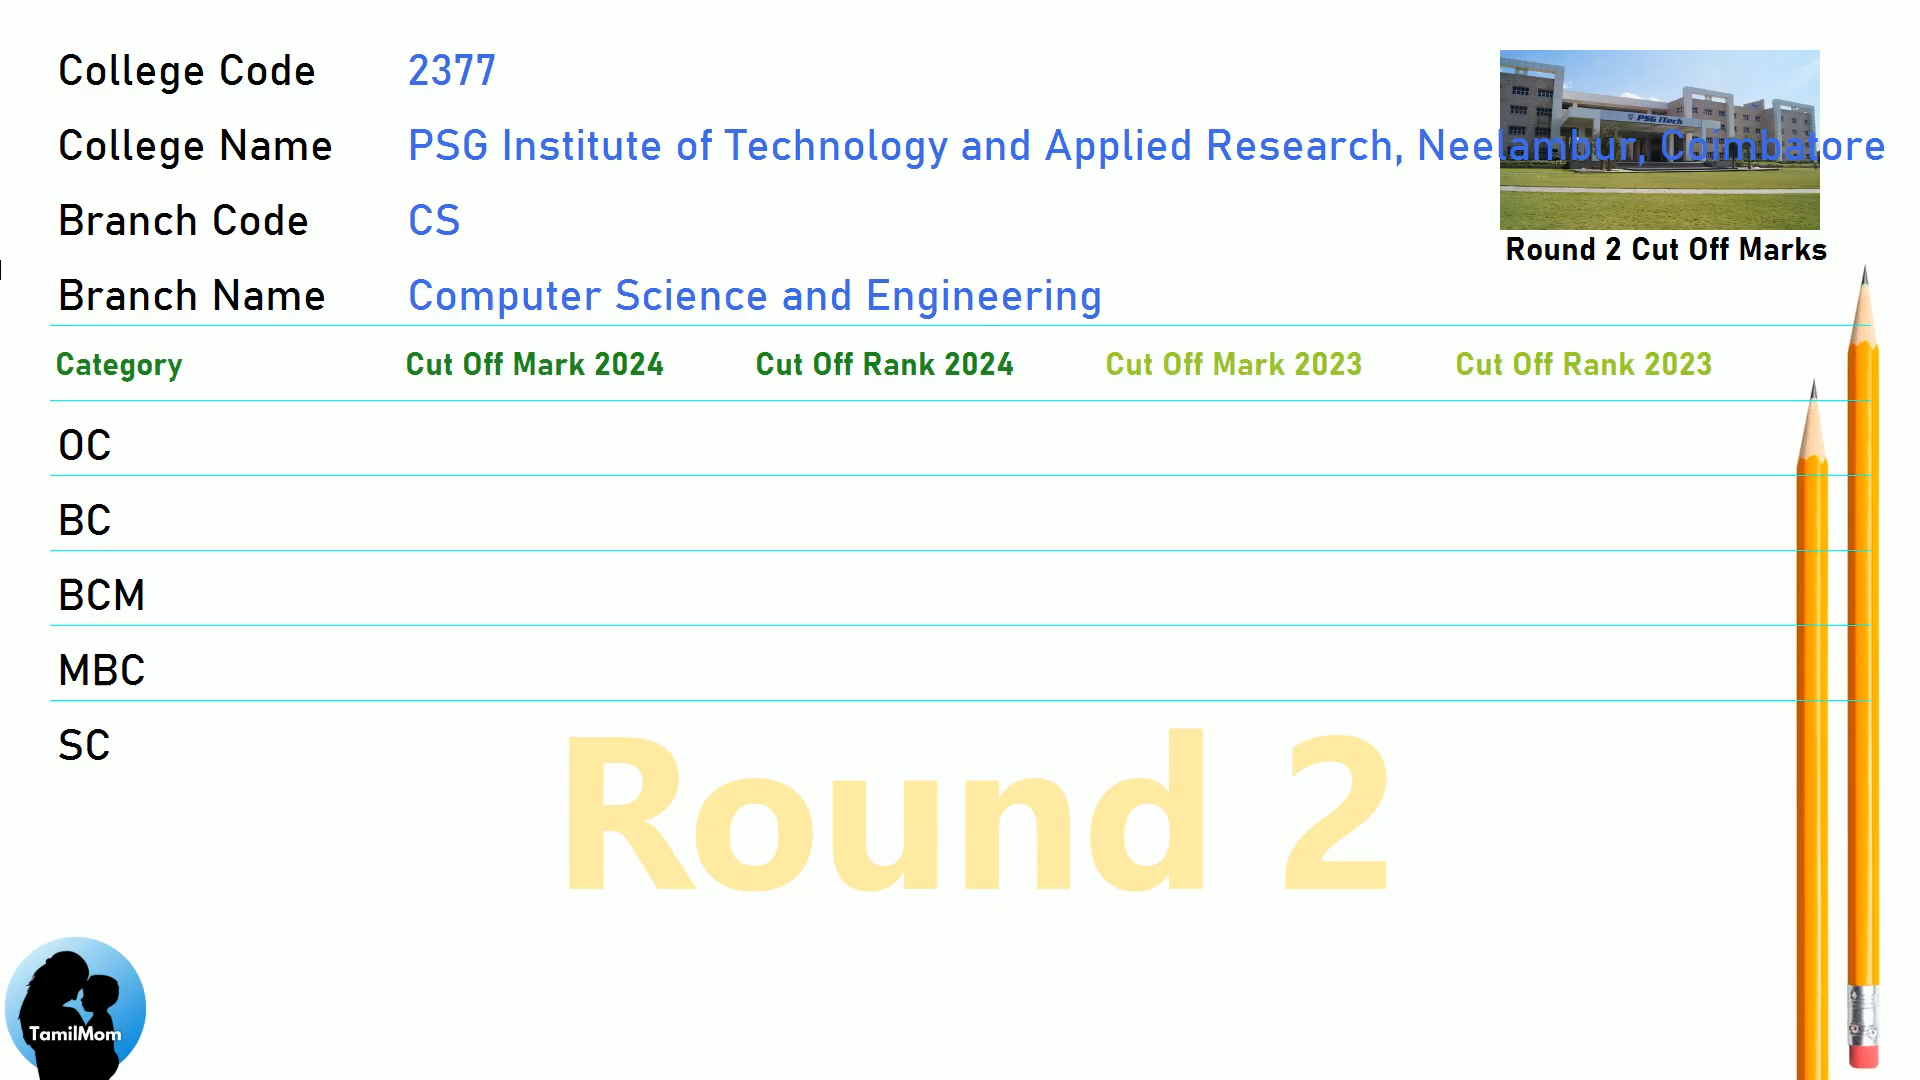 College Code 2377
College Name PSG Institute of Technology and Applied Research, Neelambur, Coimbatore
PSG iTech
Branch Code CS
Round 2 Cut Off Marks
Branch Name Computer Science and Engineering
Category Cut Off Mark 2024 Cut Off Rank 2024 Cut Off Mark 2023 Cut Off Rank 2023
OC
BC
BCM
MBC
SC
Round 2
TamilMom